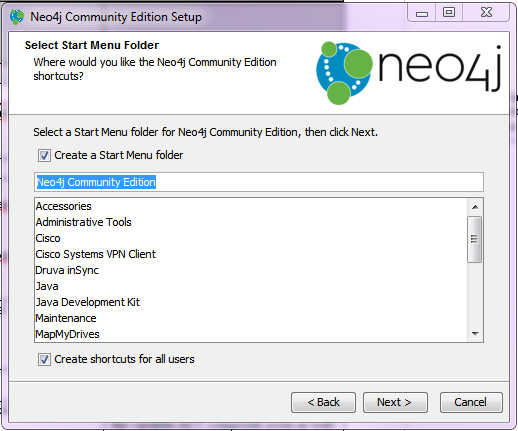 Neo4j Community Edition Setup
Select Start Menu Folder
Where would you like the Neo4j Community Edition
shortcuts?
neo4j
Select a Start Menu folder for Neo4j Community Edition, then click Next.
Create a Start Menu folder
Neo4j Community Edition
Accessories
Administrative Tools
Cisco
Cisco Systems VPN Client
Druva inSync
Java
Java Development Kit
Maintenance
MapMyDrives
Create shortcuts for all users
< Back
Next >
Cancel